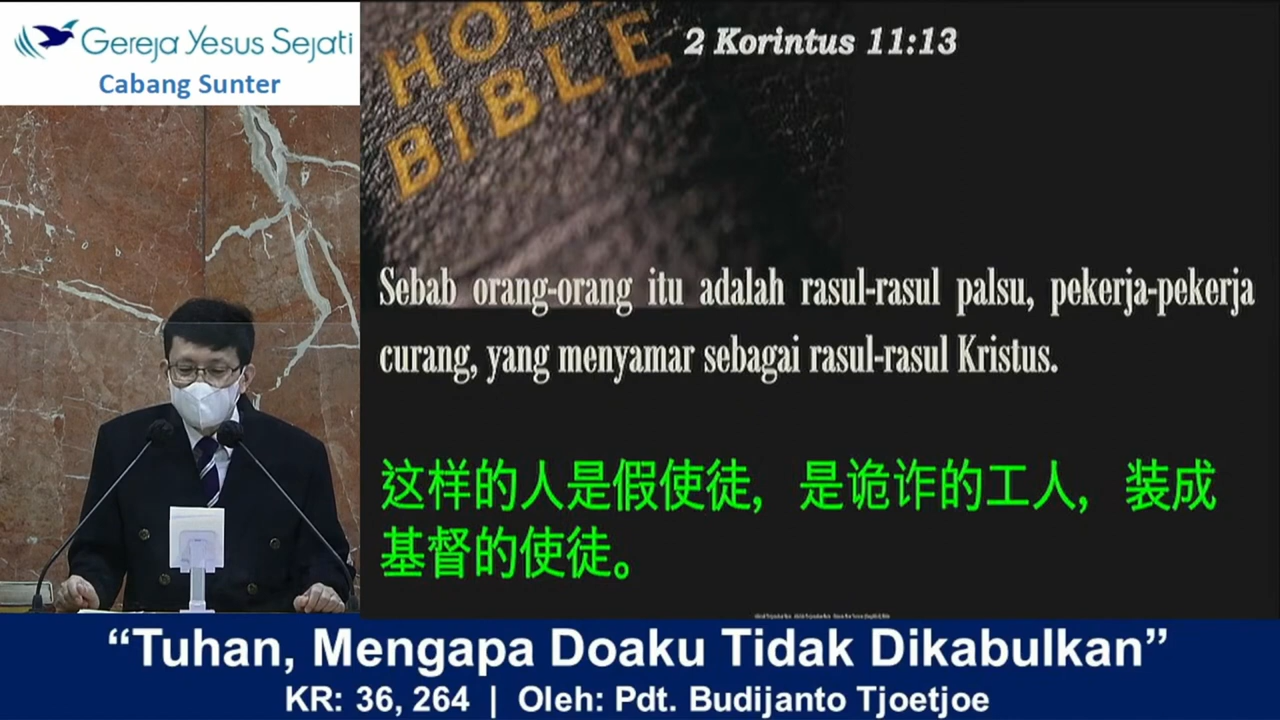 Gereja Yesus Sejati
Cabang Sunter
HOLY
BIBLE
2 Korintus 11:13
Sebab orang-orang itu adalah rasul-rasul palsu, pekerja-pekerja
curang, yang menyamar sebagai rasul-rasul Kristus.
这样的人是假使徒，是诡诈的工人，装成
基督的使徒。
“Tuhan, Mengapa Doaku Tidak Dikabulkan”
KR: 36, 264 | Oleh: Pdt. Budijanto Tjoetjoe